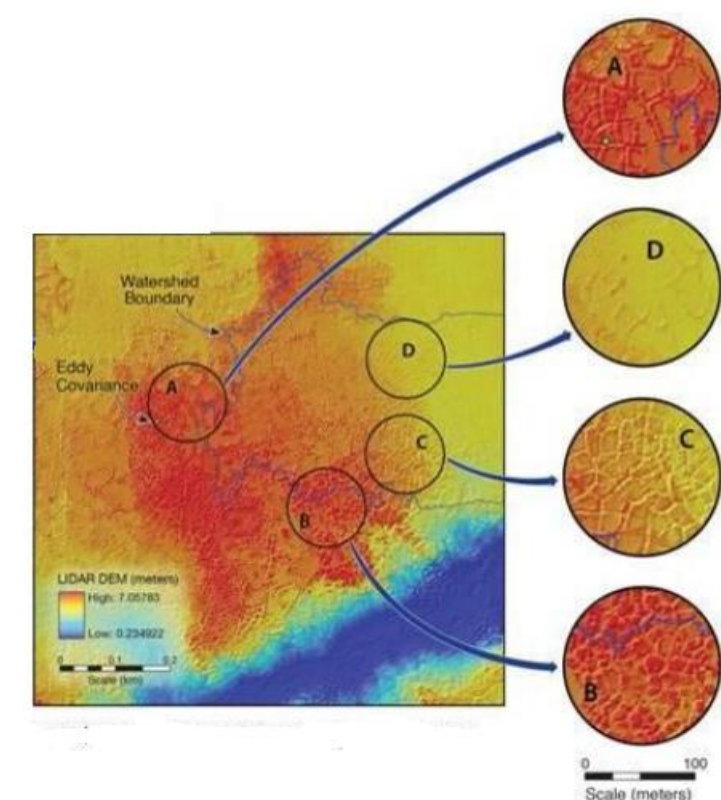 A
D
Watershed
Boundary
Eddy
Covariance
A
D
C
C
B
LIDAR DEM (meters)
High: 7.05783
Low: 0.234922
0 0.1 0.2
Scale (km)
B
0 100
Scale (meters)